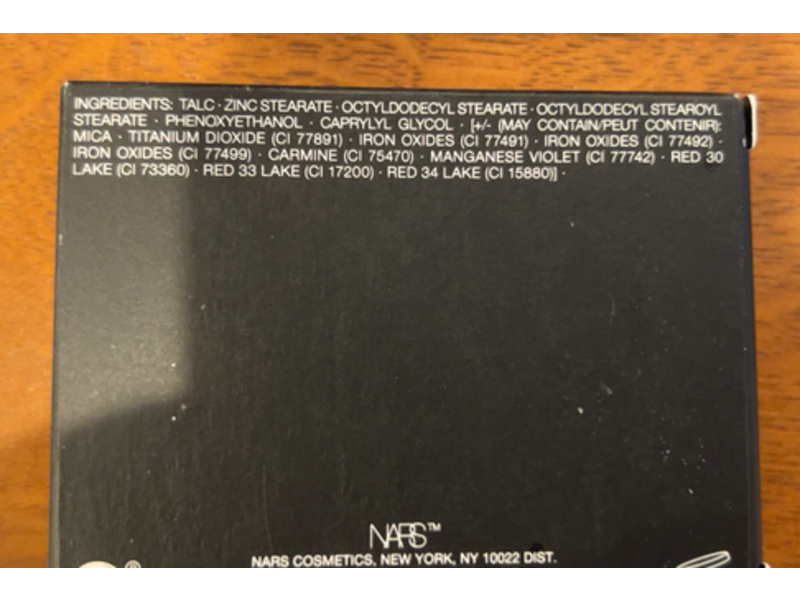 INGREDIENTS: TALC · ZINC STEARATE · OCTYLDODECYL STEARATE · OCTYLDODECYL STEAROYL
STEARATE · PHENOXYETHANOL · CAPRYLYL GLYCOL · [+/- (MAY CONTAIN/PEUT CONTENIR):
MICA · TITANIUM DIOXIDE (CI 77891) · IRON OXIDES (CI 77491) · IRON OXIDES (CI 77492) ·
IRON OXIDES (CI 77499) · CARMINE (CI 75470) · MANGANESE VIOLET (CI 77742) · RED 30
LAKE (CI 73360) · RED 33 LAKE (CI 17200) · RED 34 LAKE (CI 15880)] ·
NARS™
NARS COSMETICS, NEW YORK, NY 10022 DIST.
®